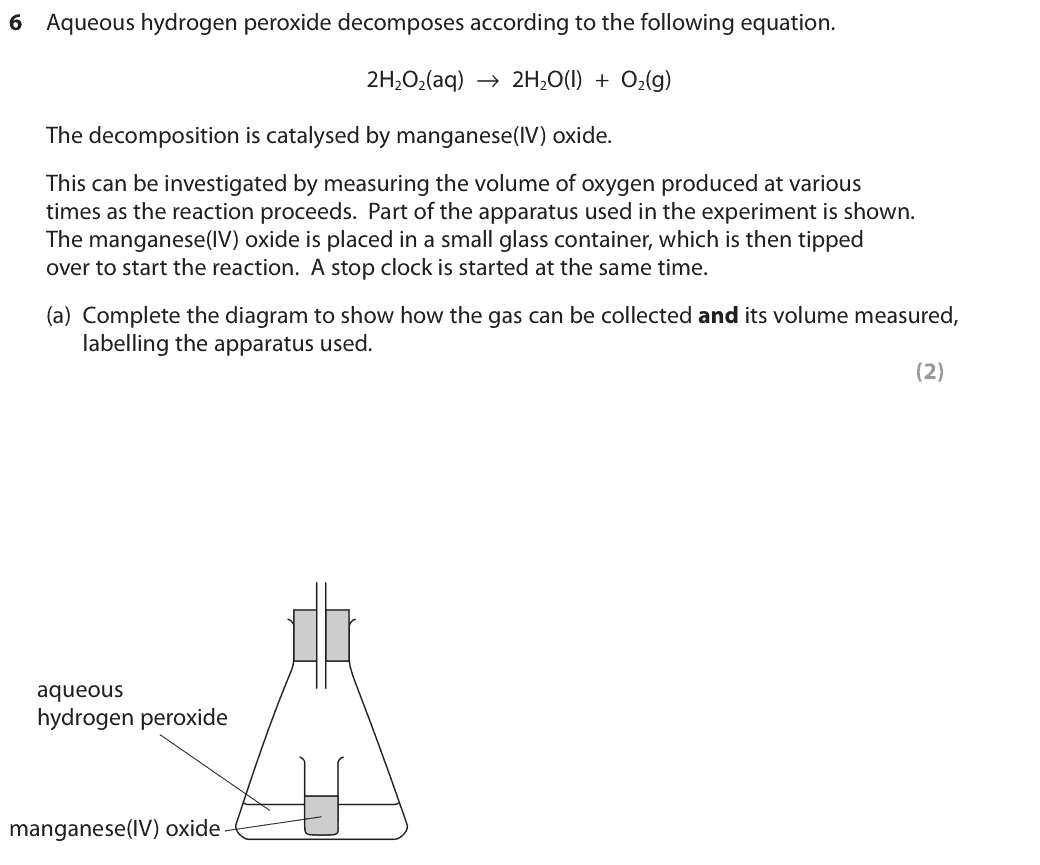 6 Aqueous hydrogen peroxide decomposes according to the following equation.
2H₂O₂(aq) → 2H₂O(l) + O₂(g)
The decomposition is catalysed by manganese(IV) oxide.
This can be investigated by measuring the volume of oxygen produced at various
times as the reaction proceeds. Part of the apparatus used in the experiment is shown.
The manganese(IV) oxide is placed in a small glass container, which is then tipped
over to start the reaction. A stop clock is started at the same time.
(a) Complete the diagram to show how the gas can be collected and its volume measured,
labelling the apparatus used.
(2)
aqueous
hydrogen peroxide
manganese(IV) oxide